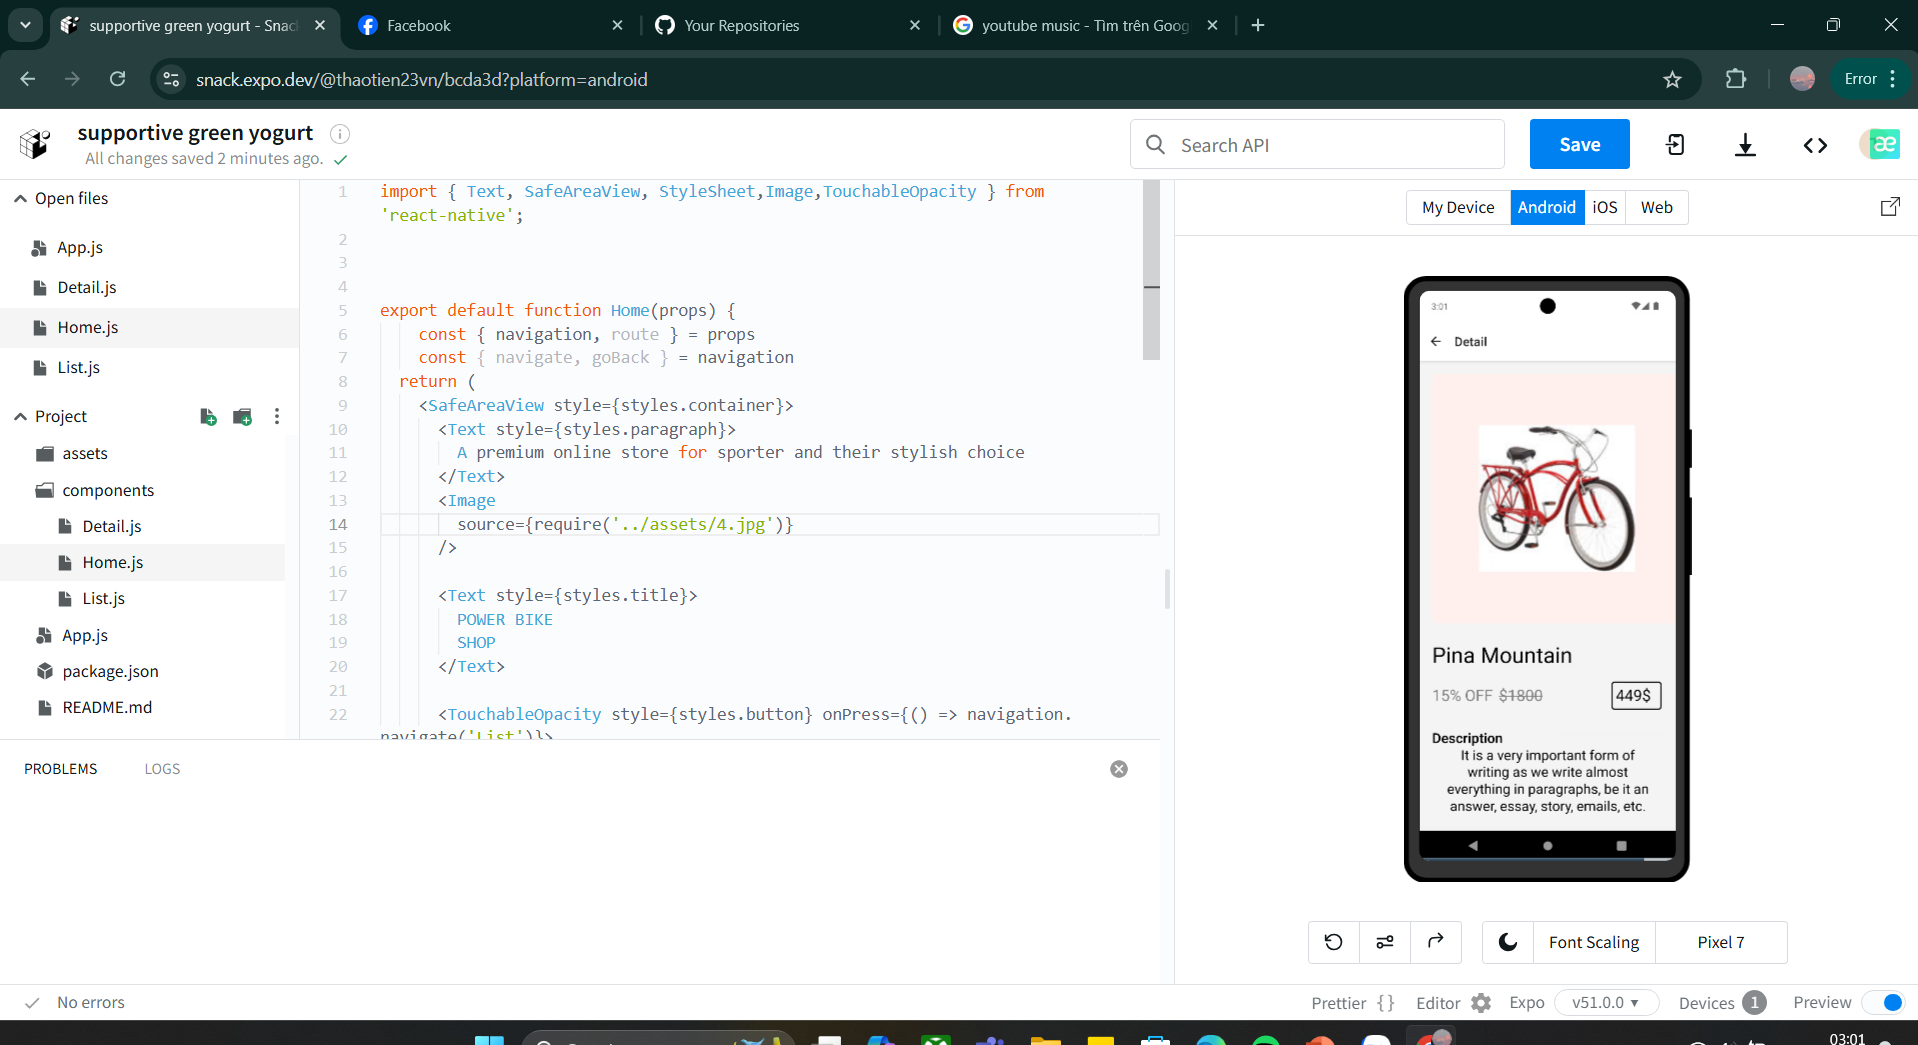 supportive green yogurt - Snac
Facebook
Your Repositories
youtube music - Tìm trên Goog
snack.expo.dev/@thaotien23vn/bcda3d?platform=android
Error
supportive green yogurt
All changes saved 2 minutes ago.
Search API
Save
Open files
App.js
Detail.js
Home.js
List.js
Project
assets
components
Detail.js
Home.js
List.js
App.js
package.json
README.md
1 import { Text, SafeAreaView, StyleSheet,Image,TouchableOpacity } from
'react-native';
2
3
4
5 export default function Home(props) {
6 const { navigation, route } = props
7 const { navigate, goBack } = navigation
8 return (
9 <SafeAreaView style={styles.container}>
10 <Text style={styles.paragraph}>
11 A premium online store for sporter and their stylish choice
12 </Text>
13 <Image
14 source={require('../assets/4.jpg')}
15 />
16
17 <Text style={styles.title}>
18 POWER BIKE
19 SHOP
20 </Text>
21
22 <TouchableOpacity style={styles.button} onPress={() => navigation.
navigate('List')}>
PROBLEMS LOGS
My Device Android iOS Web
3:01
Detail
Pina Mountain
15% OFF $1800 449$
Description
It is a very important form of
writing as we write almost
everything in paragraphs, be it an
answer, essay, story, emails, etc.
Font Scaling Pixel 7
No errors
Prettier { } Editor Expo v51.0.0 ▾ Devices 1 Preview
03:01